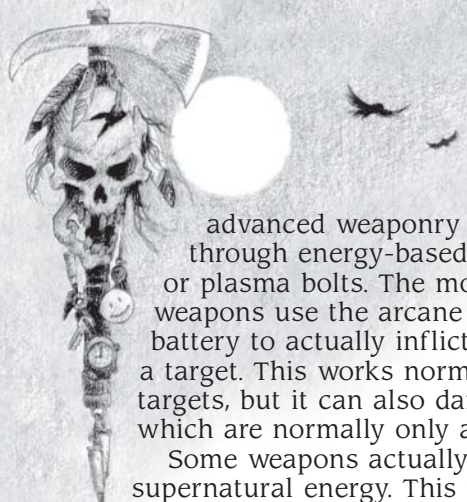 advanced weaponry
through energy-based
or plasma bolts. The mo
weapons use the arcane
battery to actually inflict
a target. This works norm
targets, but it can also da
which are normally only a
Some weapons actually
supernatural energy. This